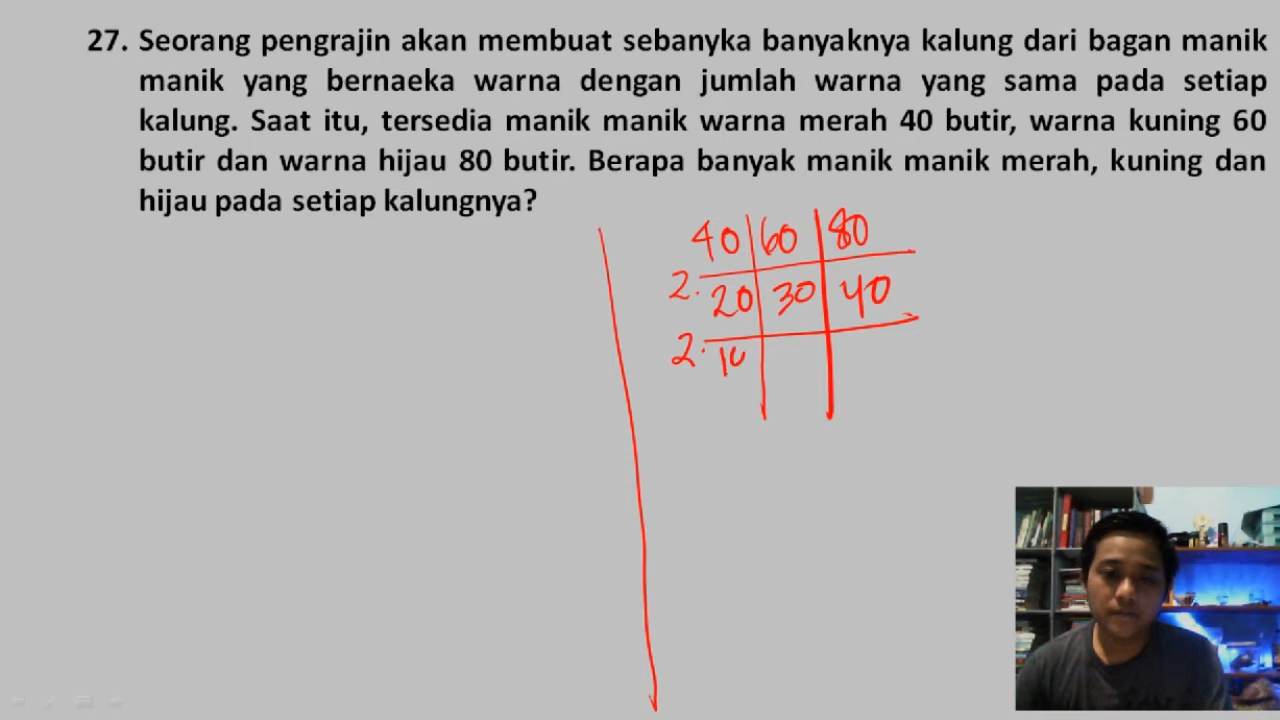 27. Seorang pengrajin akan membuat sebanyka banyaknya kalung dari bagan manik
manik yang bernaeka warna dengan jumlah warna yang sama pada setiap
kalung. Saat itu, tersedia manik manik warna merah 40 butir, warna kuning 60
butir dan warna hijau 80 butir. Berapa banyak manik manik merah, kuning dan
hijau pada setiap kalungnya?
40 60 80
2. 20 30 40
2. 10